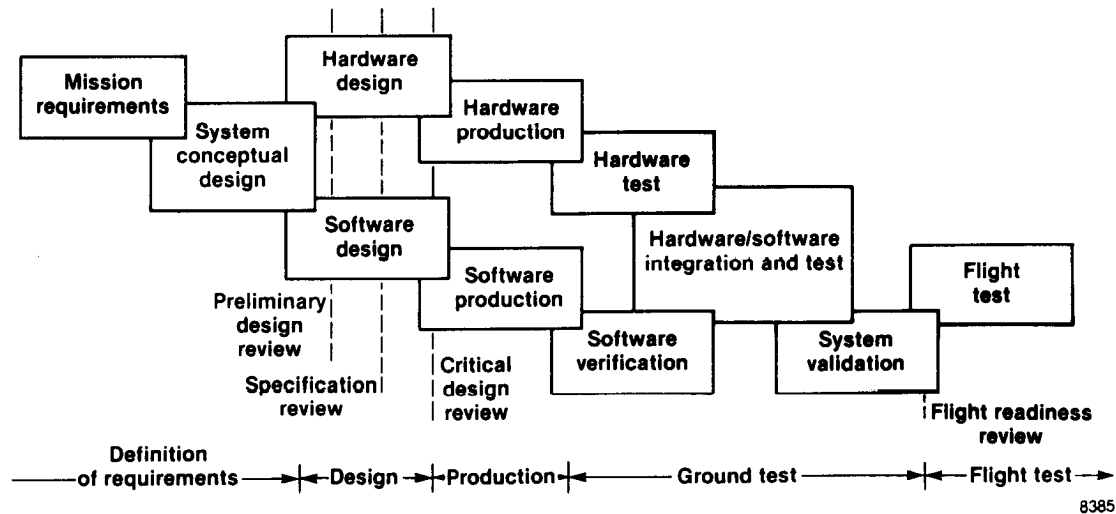 Mission
requirements
System
conceptual
design
Hardware
design
Hardware
production
Hardware
test
Software
design
Software
production
Software
verification
Hardware/software
integration and test
System
validation
Flight
test
Preliminary
design
review
Specification
review
Critical
design
review
Flight readiness
review
Definition
of requirements
Design
Production
Ground test
Flight test
8385